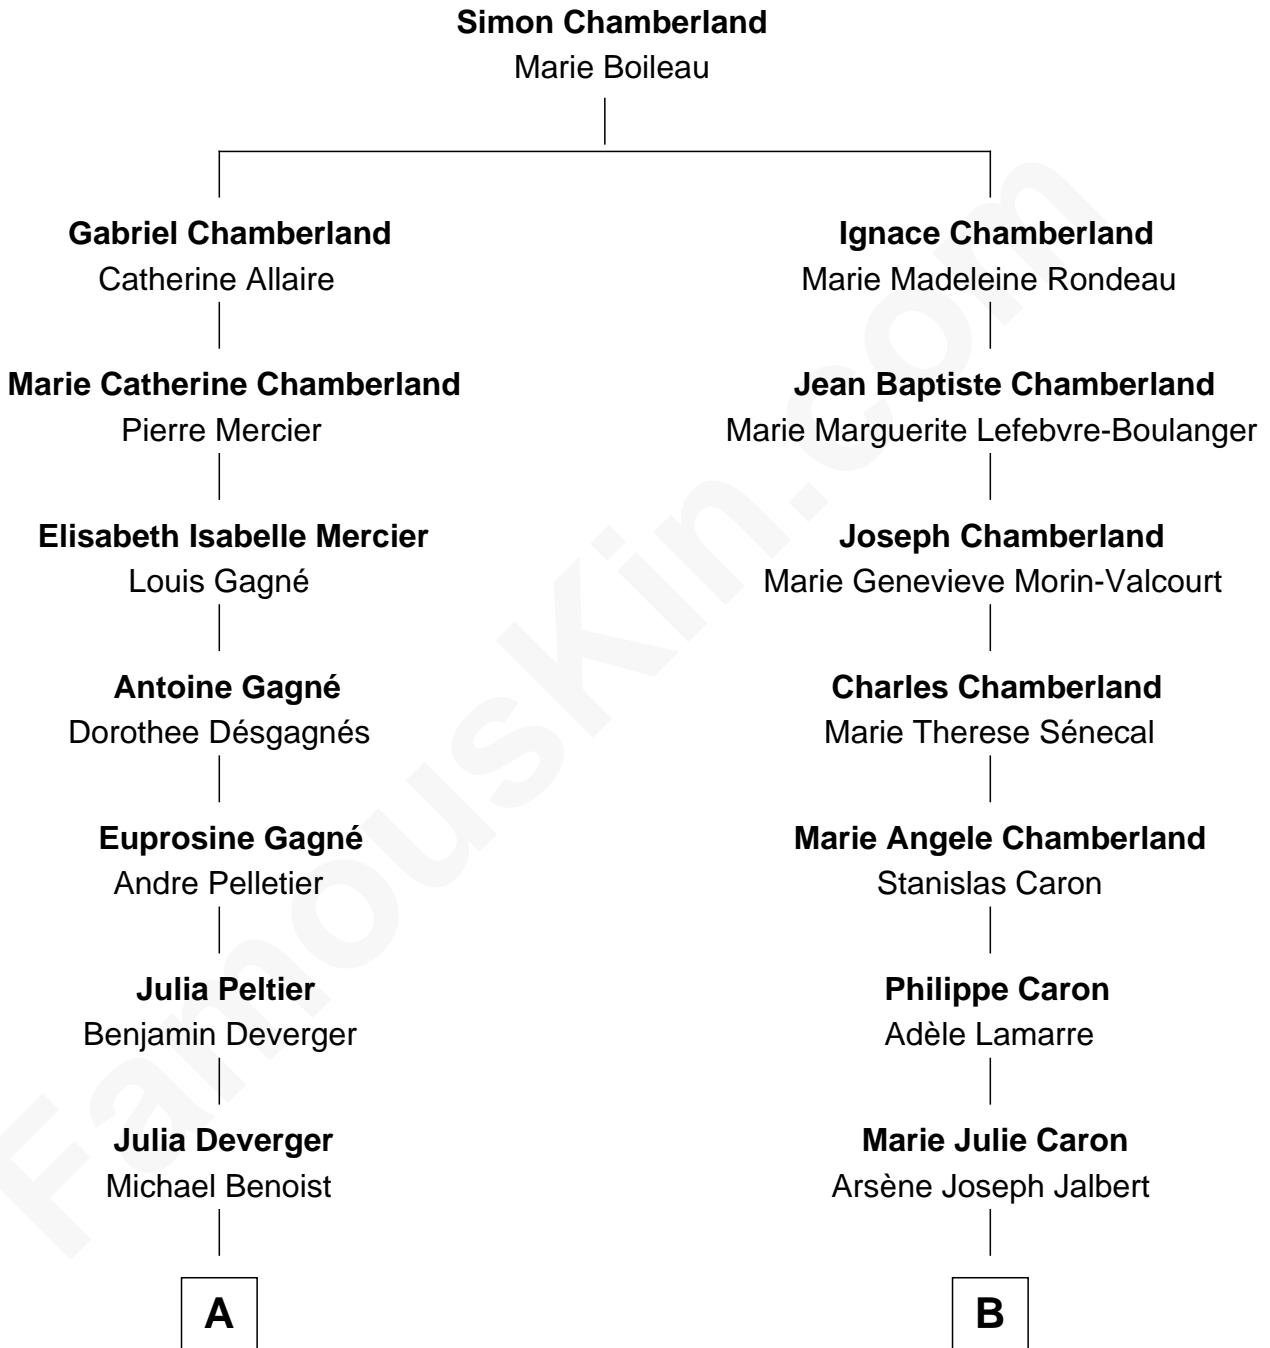 Simon Chamberland
Marie Boileau
Gabriel Chamberland
Catherine Allaire
Marie Catherine Chamberland
Pierre Mercier
Elisabeth Isabelle Mercier
Louis Gagné
Antoine Gagné
Dorothee Désgagnés
Euprosine Gagné
Andre Pelletier
Julia Peltier
Benjamin Deverger
Julia Deverger
Michael Benoist
A
Ignace Chamberland
Marie Madeleine Rondeau
Jean Baptiste Chamberland
Marie Marguerite Lefebvre-Boulanger
Joseph Chamberland
Marie Genevieve Morin-Valcourt
Charles Chamberland
Marie Therese Sénecal
Marie Angele Chamberland
Stanislas Caron
Philippe Caron
Adèle Lamarre
Marie Julie Caron
Arsène Joseph Jalbert
B
FamousKin.com